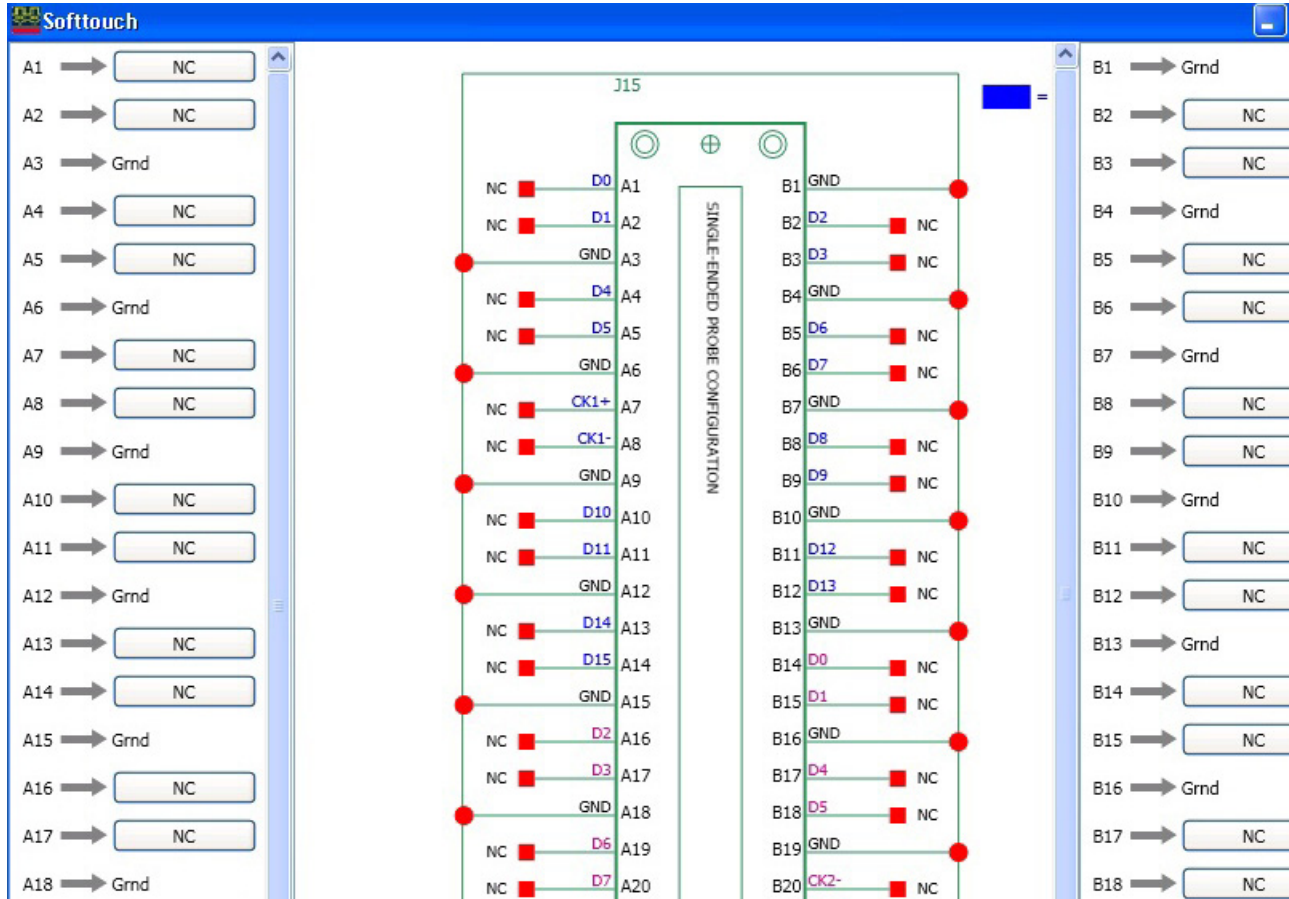 Softtouch
A1 NC
A2 NC
A3 Grnd
A4 NC
A5 NC
A6 Grnd
A7 NC
A8 NC
A9 Grnd
A10 NC
A11 NC
A12 Grnd
A13 NC
A14 NC
A15 Grnd
A16 NC
A17 NC
A18 Grnd
J15
=
NC D0 A1 B1 GND
NC D1 A2 B2 D2 NC
GND A3 B3 D3 NC
NC D4 A4 B4 GND
NC D5 A5 B5 D6 NC
GND A6 B6 D7 NC
NC CK1+ A7 B7 GND
NC CK1- A8 B8 D8 NC
GND A9 B9 D9 NC
NC D10 A10 B10 GND
NC D11 A11 B11 D12 NC
GND A12 B12 D13 NC
NC D14 A13 B13 GND
NC D15 A14 B14 D0 NC
GND A15 B15 D1 NC
NC D2 A16 B16 GND
NC D3 A17 B17 D4 NC
GND A18 B18 D5 NC
NC D6 A19 B19 GND
NC D7 A20 B20 CK2- NC
SINGLE-ENDED PROBE CONFIGURATION
B1 Grnd
B2 NC
B3 NC
B4 Grnd
B5 NC
B6 NC
B7 Grnd
B8 NC
B9 NC
B10 Grnd
B11 NC
B12 NC
B13 Grnd
B14 NC
B15 NC
B16 Grnd
B17 NC
B18 NC